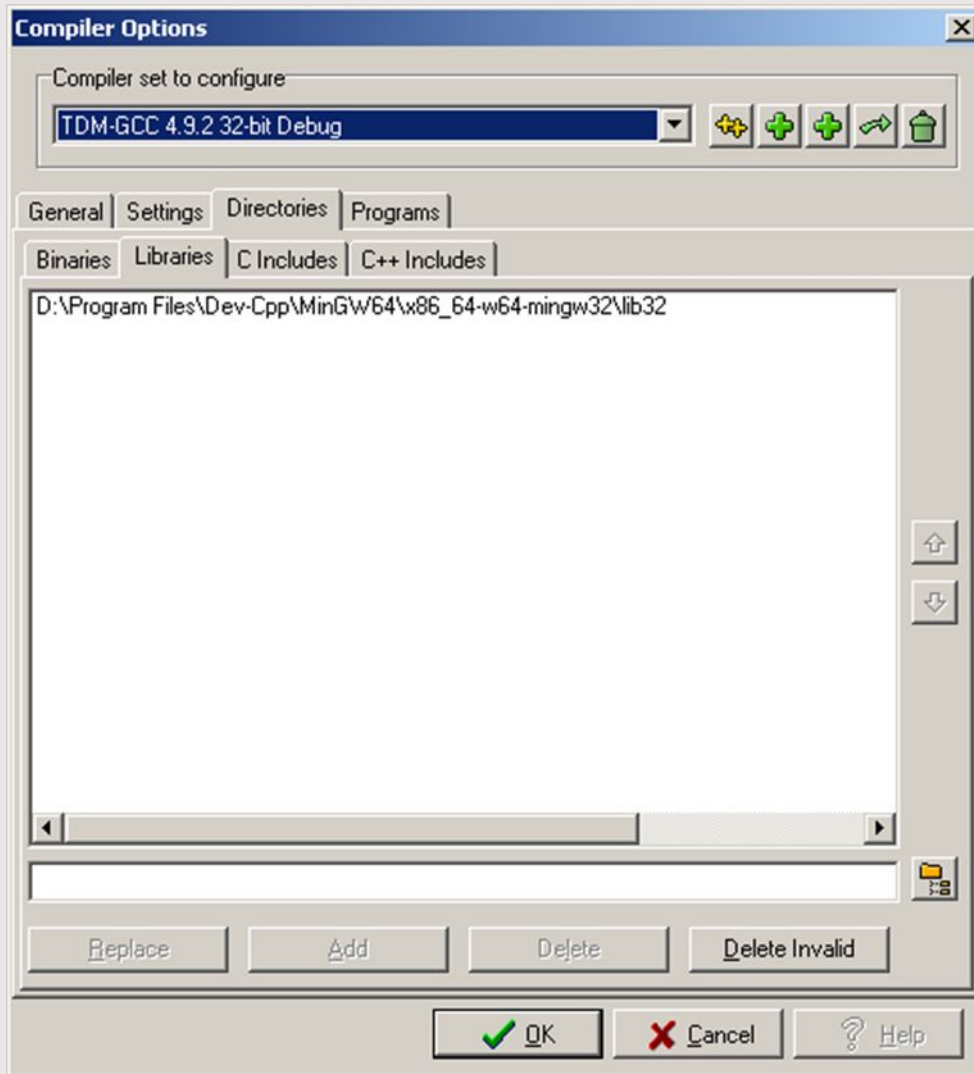 Compiler Options
Compiler set to configure
TDM-GCC 4.9.2 32-bit Debug
General Settings Directories Programs
Binaries Libraries C Includes C++ Includes
D:\Program Files\Dev-Cpp\MinGW64\x86_64-w64-mingw32\lib32
Replace Add Delete Delete Invalid
OK Cancel Help